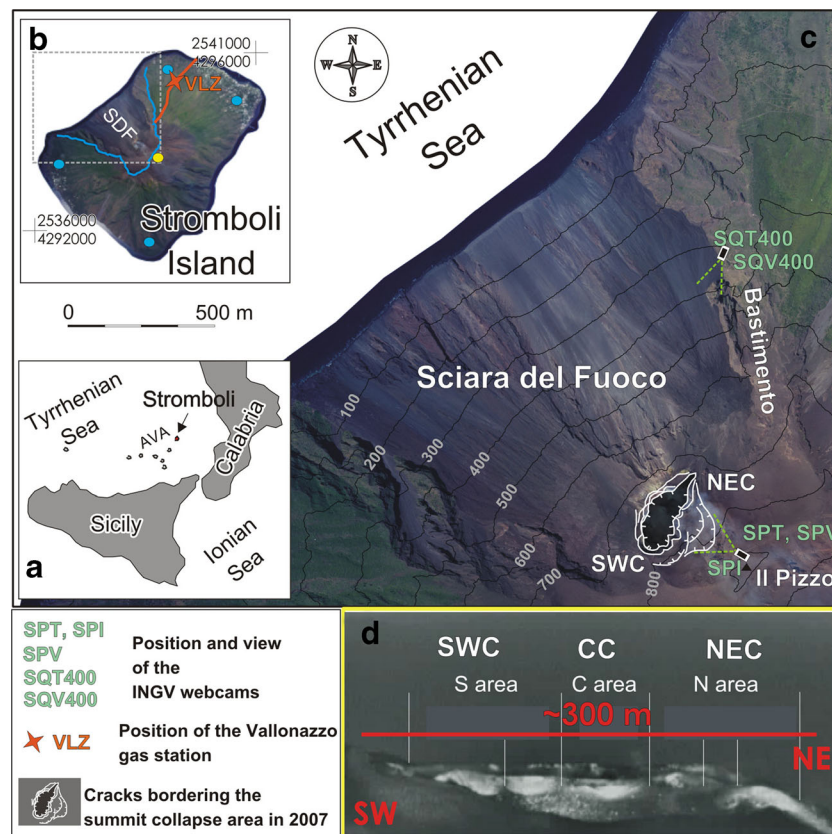 b
2541000
4296000
VLZ
SDF
2536000
4292000
Stromboli
Island
N
W
E
S
Tyrrhenian
Sea
c
0
500 m
SQT400
SQV400
Bastimento
Sciara del Fuoco
100
200
300
400
500
600
700
800
NEC
SWC
SPT, SPV
SPI
Il Pizzo
Tyrrhenian
Sea
Stromboli
AVA
Calabria
Sicily
Ionian
Sea
a
SPT, SPI
SPV
SQT400
SQV400
Position and view
of the
INGV webcams
VLZ
Position of the Vallonazzo
gas station
Cracks bordering the
summit collapse area in 2007
d
SWC
CC
NEC
S area
C area
N area
~300 m
NE
SW